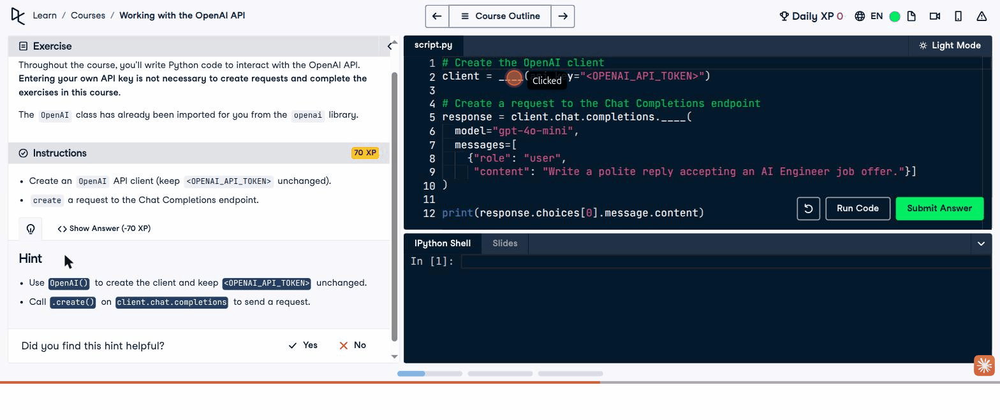 Learn / Courses / Working with the OpenAI API
Course Outline
Daily XP 0
EN
Exercise
Throughout the course, you'll write Python code to interact with the OpenAI API.
Entering your own API key is not necessary to create requests and complete the
exercises in this course.
The OpenAI class has already been imported for you from the openai library.
Instructions
70 XP
• Create an OpenAI API client (keep <OPENAI_API_TOKEN> unchanged).
• create a request to the Chat Completions endpoint.
<> Show Answer (-70 XP)
Hint
• Use OpenAI() to create the client and keep <OPENAI_API_TOKEN> unchanged.
• Call .create() on client.chat.completions to send a request.
Did you find this hint helpful?
Yes
No
script.py
Light Mode
1 # Create the OpenAI client
2 client = ____(key="<OPENAI_API_TOKEN>")
Clicked
3
4 # Create a request to the Chat Completions endpoint
5 response = client.chat.completions.____(
6 model="gpt-4o-mini",
7 messages=[
8 {"role": "user",
9 "content": "Write a polite reply accepting an AI Engineer job offer."}]
10 )
11
12 print(response.choices[0].message.content)
Run Code
Submit Answer
IPython Shell
Slides
In [1]: